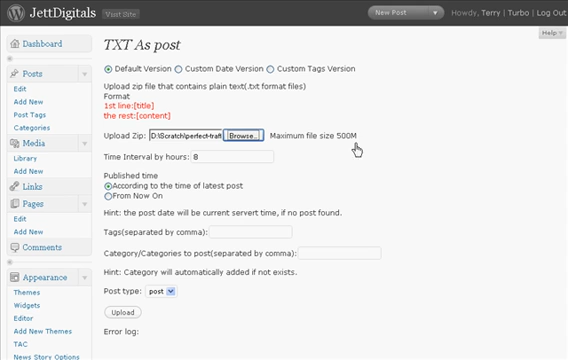 JettDigitals Visit Site New Post Howdy, Terry | Turbo | Log Out
Help
Dashboard
Posts
Edit
Add New
Post Tags
Categories
Media
Library
Add New
Links
Pages
Edit
Add New
Comments
Appearance
Themes
Widgets
Editor
Add New Themes
TAC
News Story Options
TXT As post
Default Version Custom Date Version Custom Tags Version
Upload zip file that contains plain text(.txt format files)
Format
1st line:[title]
the rest:[content]
Upload Zip: D:\Scratch\perfect-traff Browse... Maximum file size 500M
Time Interval by hours: 8
Published time
According to the time of latest post
From Now On
Hint: the post date will be current servert time, if no post found.
Tags(separated by comma):
Category/Categories to post(separated by comma):
Hint: Category will automatically added if not exists.
Post type: post
Upload
Error log: